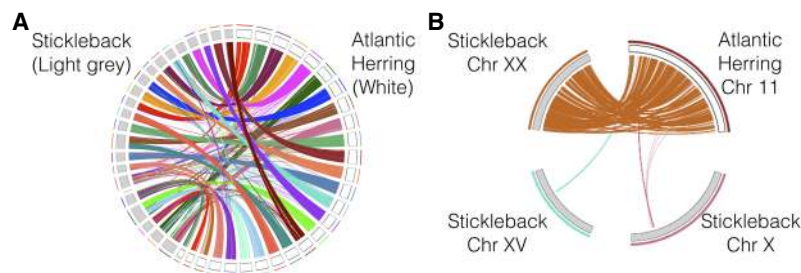 A
Stickleback
(Light grey)
Atlantic
Herring
(White)
B
Stickleback
Chr XX
Atlantic
Herring
Chr 11
Stickleback
Chr XV
Stickleback
Chr X